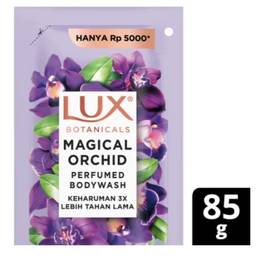 HANYA Rp 5000*
LUX
BOTANICALS
MAGICAL
ORCHID
PERFUMED
BODYWASH
KEHARUMAN 3X
LEBIH TAHAN LAMA
85
g